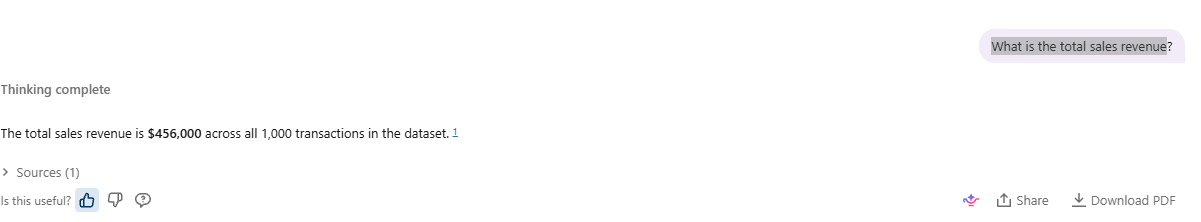 What is the total sales revenue?
Thinking complete
The total sales revenue is $456,000 across all 1,000 transactions in the dataset. 1
Sources (1)
Is this useful? Share Download PDF